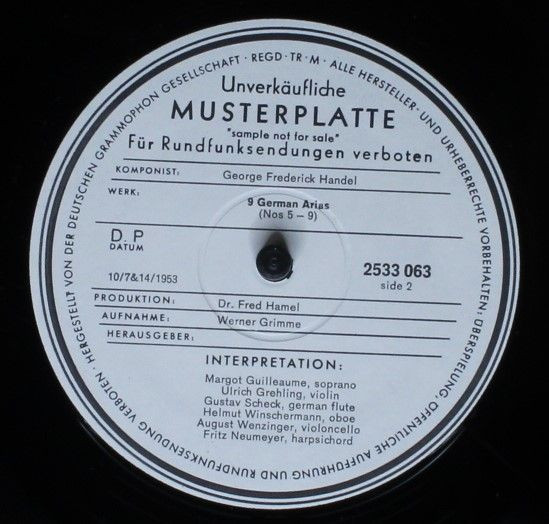 HERGESTELLT VON DER DEUTSCHEN GRAMMOPHON GESELLSCHAFT · REGD · TR · M · ALLE HERSTELLER- UND URHEBERRECHTE VORBEHALTEN; ÜBERSPIELUNG, ÖFFENTLICHE AUFFÜHRUNG UND RUNDFUNKSENDUNG VERBOTEN ·
Unverkäufliche
MUSTERPLATTE
"sample not for sale"
Für Rundfunksendungen verboten
KOMPONIST: George Frederick Handel
WERK: 9 German Arias
(Nos 5 – 9)
D. P
DATUM
10/7&14/1953
2533 063
side 2
PRODUKTION: Dr. Fred Hamel
AUFNAHME: Werner Grimme
HERAUSGEBER:
INTERPRETATION:
Margot Guilleaume, soprano
Ulrich Grehling, violin
Gustav Scheck, german flute
Helmut Winschermann, oboe
August Wenzinger, violoncello
Fritz Neumeyer, harpsichord